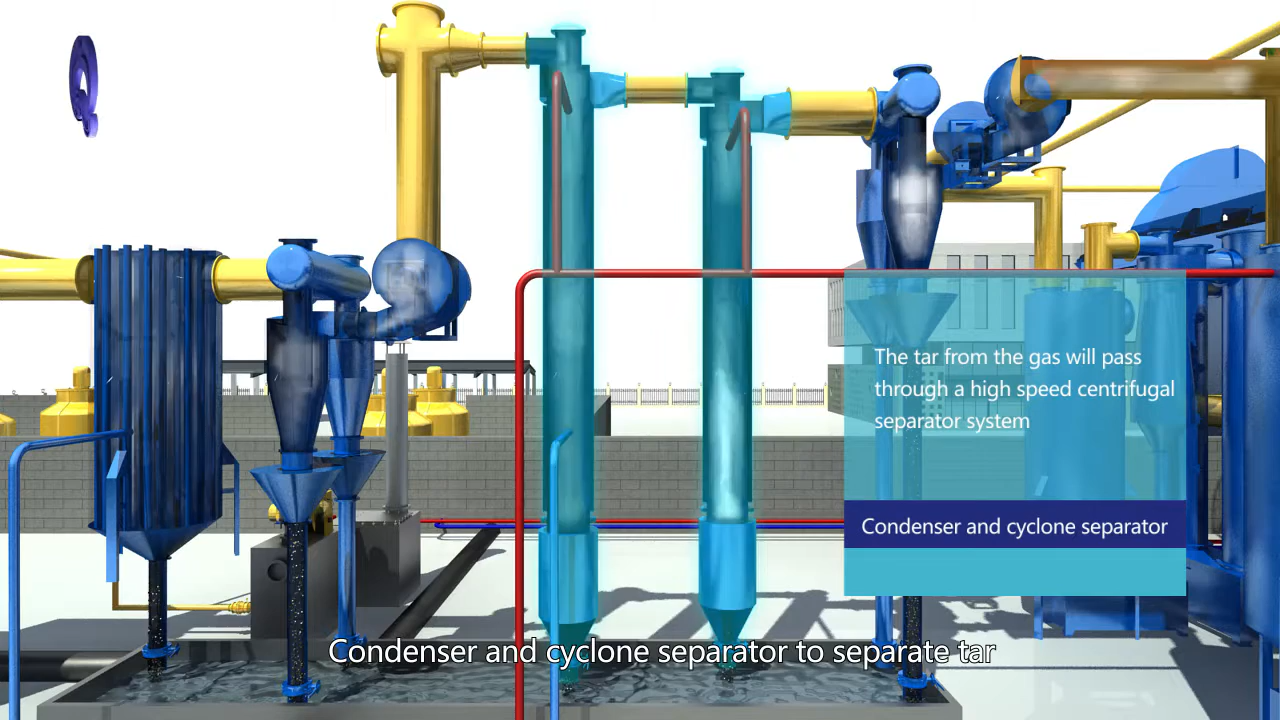 The tar from the gas will pass
through a high speed centrifugal
separator system
Condenser and cyclone separator
Condenser and cyclone separator to separate tar